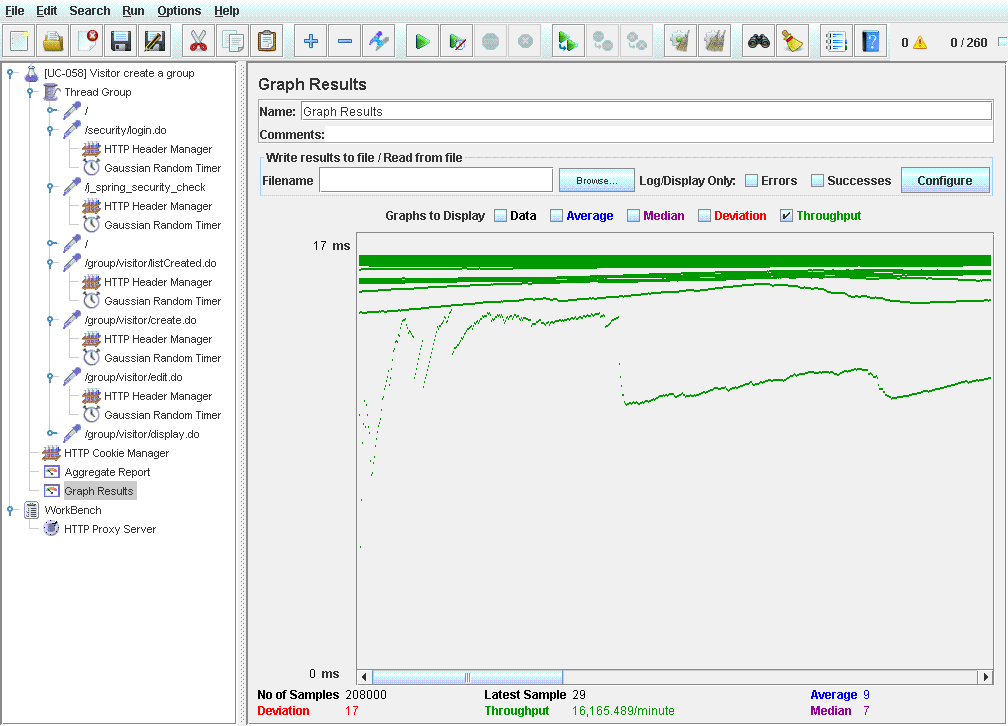 File Edit Search Run Options Help
0 0 / 260
[UC-058] Visitor create a group
Thread Group
/
/security/login.do
HTTP Header Manager
Gaussian Random Timer
/j_spring_security_check
HTTP Header Manager
Gaussian Random Timer
/
/group/visitor/listCreated.do
HTTP Header Manager
Gaussian Random Timer
/group/visitor/create.do
HTTP Header Manager
Gaussian Random Timer
/group/visitor/edit.do
HTTP Header Manager
Gaussian Random Timer
/group/visitor/display.do
HTTP Cookie Manager
Aggregate Report
Graph Results
WorkBench
HTTP Proxy Server
Graph Results
Name: Graph Results
Comments:
Write results to file / Read from file
Filename Browse... Log/Display Only: Errors Successes Configure
Graphs to Display Data Average Median Deviation Throughput
17 ms
0 ms
No of Samples 208000 Latest Sample 29 Average 9
Deviation 17 Throughput 16,165.489/minute Median 7